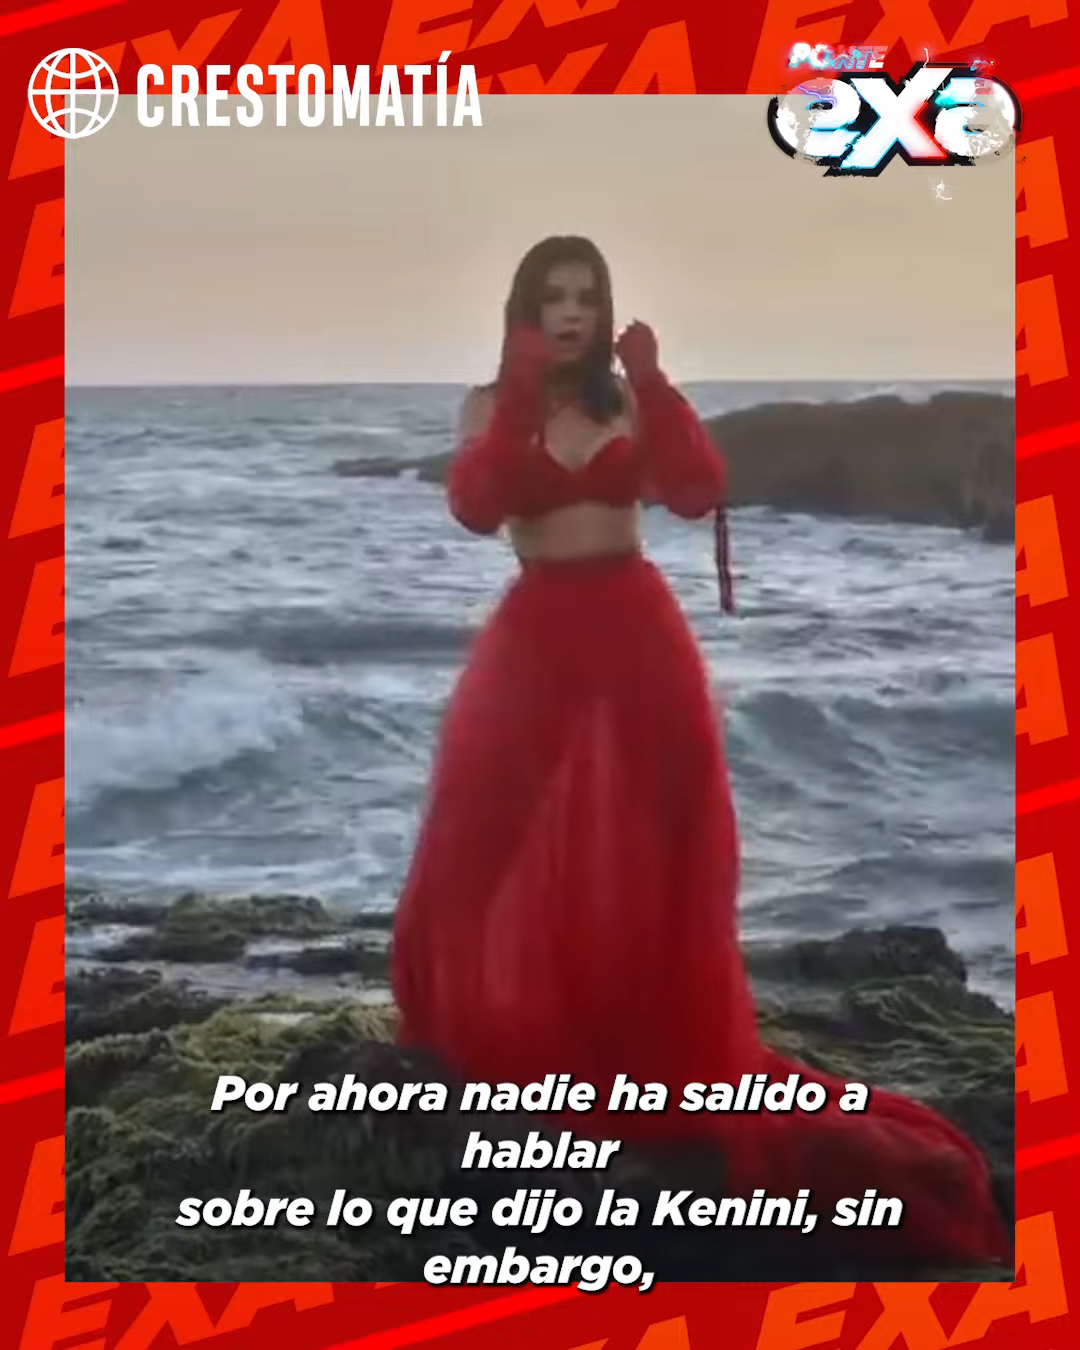 CRESTOMATÍA
PONTE
exa
Por ahora nadie ha salido a
hablar
sobre lo que dijo la Kenini, sin
embargo,